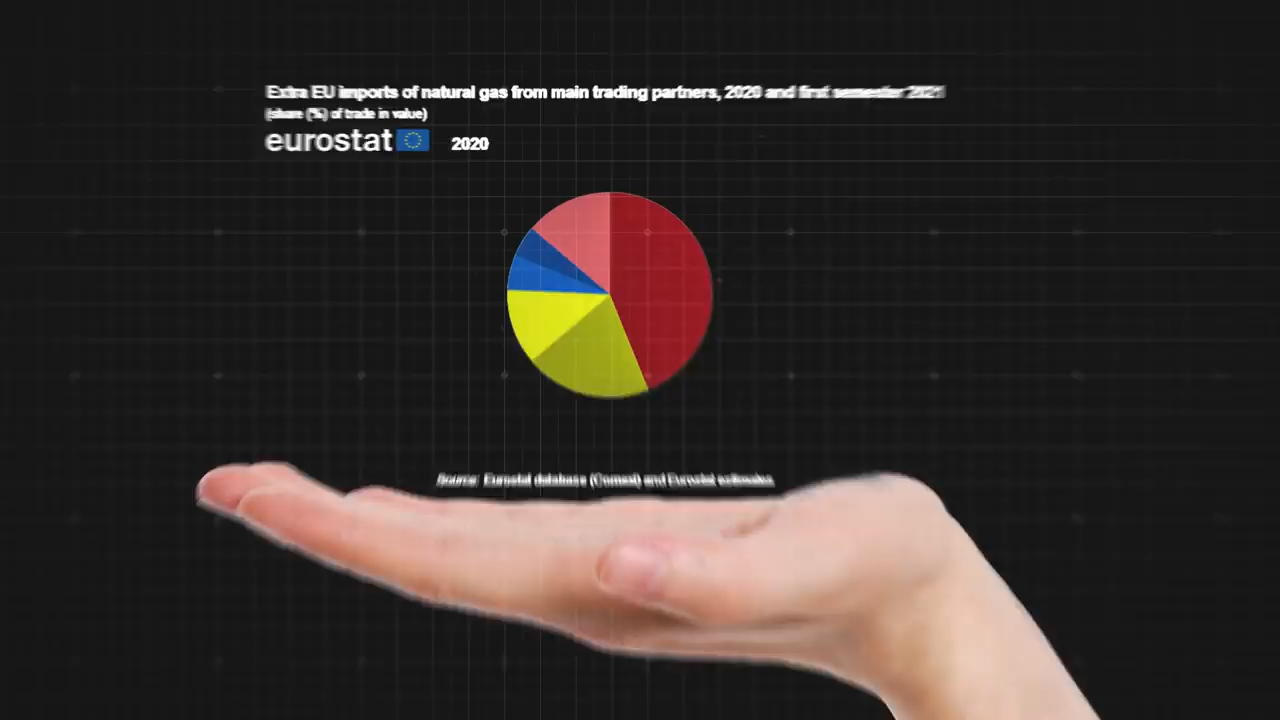 Extra EU imports of natural gas from main trading partners, 2020 and first semester 2021
(share (%) of trade in value)
eurostat 2020
Source: Eurostat database (Comext) and Eurostat estimates